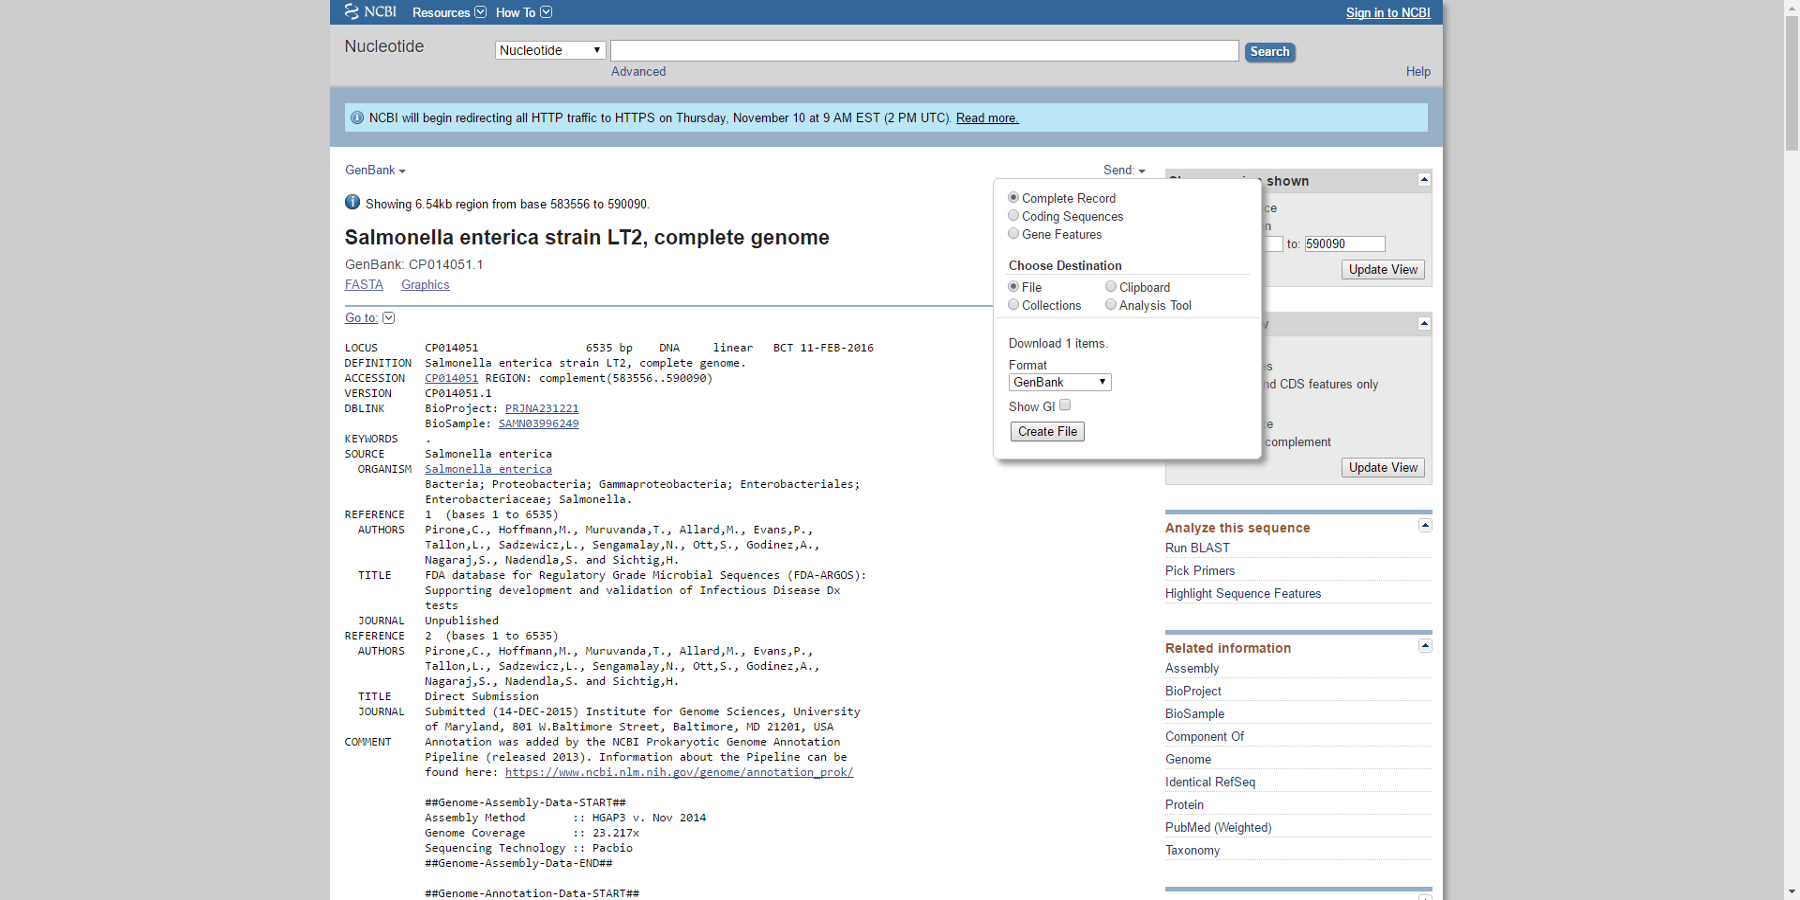 NCBI Resources How To Sign in to NCBI
Nucleotide Nucleotide Search
Advanced Help
NCBI will begin redirecting all HTTP traffic to HTTPS on Thursday, November 10 at 9 AM EST (2 PM UTC). Read more.
GenBank Send:
Showing 6.54kb region from base 583556 to 590090.
Salmonella enterica strain LT2, complete genome
GenBank: CP014051.1
FASTA Graphics
Go to:
LOCUS CP014051 6535 bp DNA linear BCT 11-FEB-2016
DEFINITION Salmonella enterica strain LT2, complete genome.
ACCESSION CP014051 REGION: complement(583556..590090)
VERSION CP014051.1
DBLINK BioProject: PRJNA231221
BioSample: SAMN03996249
KEYWORDS .
SOURCE Salmonella enterica
ORGANISM Salmonella enterica
Bacteria; Proteobacteria; Gammaproteobacteria; Enterobacteriales;
Enterobacteriaceae; Salmonella.
REFERENCE 1 (bases 1 to 6535)
AUTHORS Pirone,C., Hoffmann,M., Muruvanda,T., Allard,M., Evans,P.,
Tallon,L., Sadzewicz,L., Sengamalay,N., Ott,S., Godinez,A.,
Nagaraj,S., Nadendla,S. and Sichtig,H.
TITLE FDA database for Regulatory Grade Microbial Sequences (FDA-ARGOS):
Supporting development and validation of Infectious Disease Dx
tests
JOURNAL Unpublished
REFERENCE 2 (bases 1 to 6535)
AUTHORS Pirone,C., Hoffmann,M., Muruvanda,T., Allard,M., Evans,P.,
Tallon,L., Sadzewicz,L., Sengamalay,N., Ott,S., Godinez,A.,
Nagaraj,S., Nadendla,S. and Sichtig,H.
TITLE Direct Submission
JOURNAL Submitted (14-DEC-2015) Institute for Genome Sciences, University
of Maryland, 801 W.Baltimore Street, Baltimore, MD 21201, USA
COMMENT Annotation was added by the NCBI Prokaryotic Genome Annotation
Pipeline (released 2013). Information about the Pipeline can be
found here: https://www.ncbi.nlm.nih.gov/genome/annotation_prok/
##Genome-Assembly-Data-START##
Assembly Method :: HGAP3 v. Nov 2014
Genome Coverage :: 23.217x
Sequencing Technology :: Pacbio
##Genome-Assembly-Data-END##
##Genome-Annotation-Data-START##
Complete Record
Coding Sequences
Gene Features
Choose Destination
File Clipboard
Collections Analysis Tool
Download 1 items.
Format
GenBank
Show GI
Create File
shown
to: 590090
Update View
CDS features only
complement
Update View
Analyze this sequence
Run BLAST
Pick Primers
Highlight Sequence Features
Related information
Assembly
BioProject
BioSample
Component Of
Genome
Identical RefSeq
Protein
PubMed (Weighted)
Taxonomy